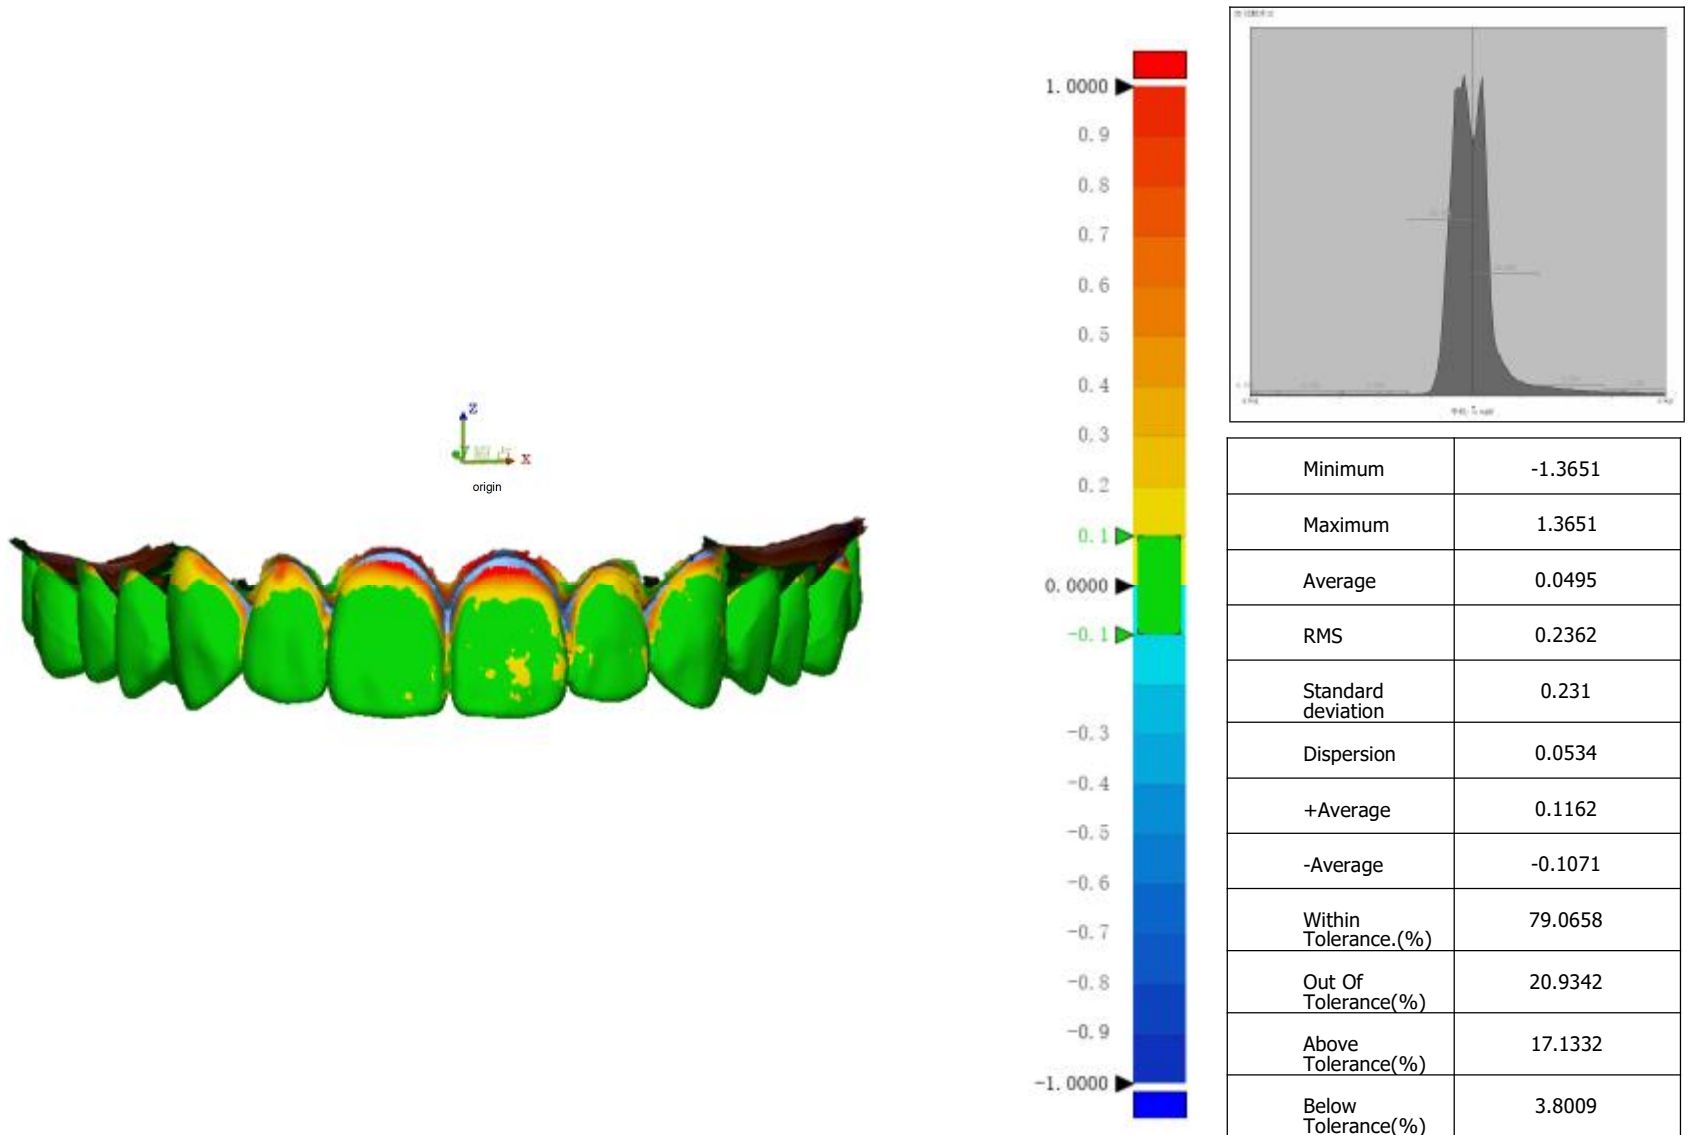 1.0000
0.9
0.8
0.7
0.6
0.5
0.4
0.3
0.2
0.1
0.0000
-0.1
-0.3
-0.4
-0.5
-0.6
-0.7
-0.8
-0.9
-1.0000
Z
X
origin
Minimum -1.3651
Maximum 1.3651
Average 0.0495
RMS 0.2362
Standard
deviation 0.231
Dispersion 0.0534
+Average 0.1162
-Average -0.1071
Within
Tolerance.(%) 79.0658
Out Of
Tolerance(%) 20.9342
Above
Tolerance(%) 17.1332
Below
Tolerance(%) 3.8009